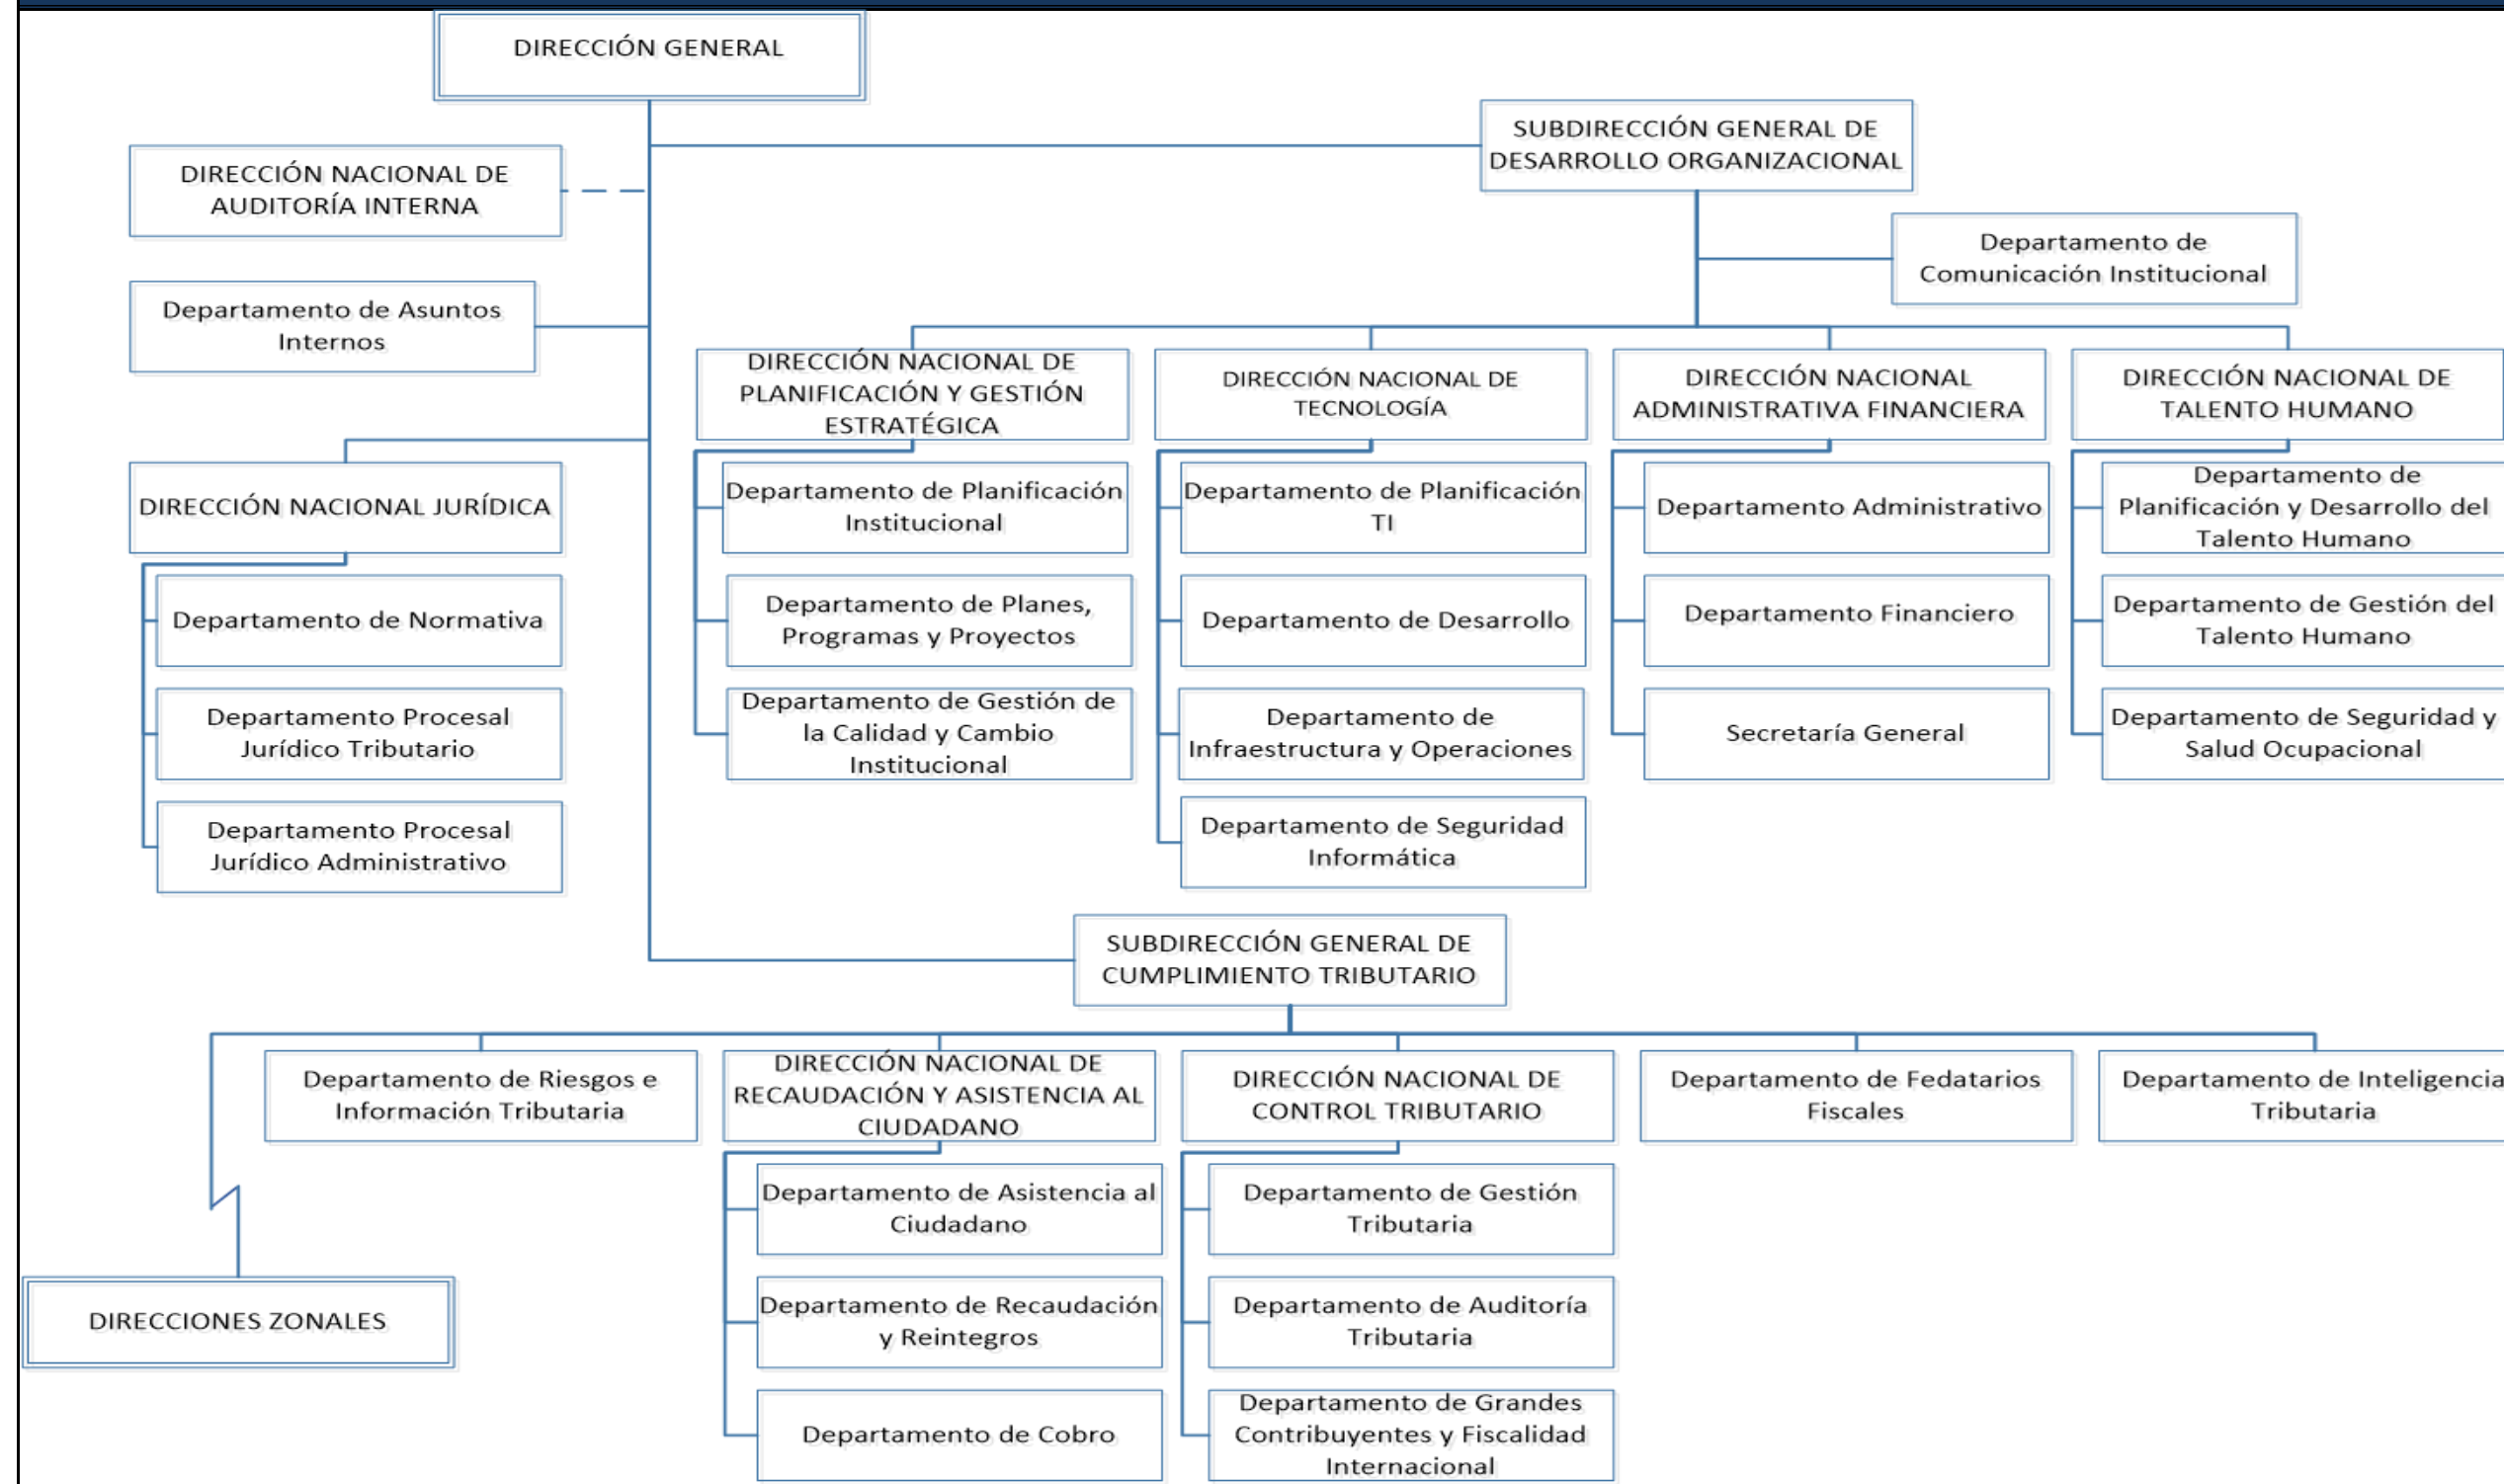 DIRECCIÓN GENERAL
SUBDIRECCIÓN GENERAL DE
DESARROLLO ORGANIZACIONAL
DIRECCIÓN NACIONAL DE
AUDITORÍA INTERNA
Departamento de
Comunicación Institucional
Departamento de Asuntos
Internos
DIRECCIÓN NACIONAL DE
PLANIFICACIÓN Y GESTIÓN
ESTRATÉGICA
DIRECCIÓN NACIONAL DE
TECNOLOGÍA
DIRECCIÓN NACIONAL
ADMINISTRATIVA FINANCIERA
DIRECCIÓN NACIONAL DE
TALENTO HUMANO
DIRECCIÓN NACIONAL JURÍDICA
Departamento de Normativa
Departamento Procesal
Jurídico Tributario
Departamento Procesal
Jurídico Administrativo
Departamento de Planificación
Institucional
Departamento de Planes,
Programas y Proyectos
Departamento de Gestión de
la Calidad y Cambio
Institucional
Departamento de Planificación
TI
Departamento de Desarrollo
Departamento de
Infraestructura y Operaciones
Departamento de Seguridad
Informática
Departamento Administrativo
Departamento Financiero
Secretaría General
Departamento de
Planificación y Desarrollo del
Talento Humano
Departamento de Gestión del
Talento Humano
Departamento de Seguridad y
Salud Ocupacional
SUBDIRECCIÓN GENERAL DE
CUMPLIMIENTO TRIBUTARIO
Departamento de Riesgos e
Información Tributaria
DIRECCIÓN NACIONAL DE
RECAUDACIÓN Y ASISTENCIA AL
CIUDADANO
DIRECCIÓN NACIONAL DE
CONTROL TRIBUTARIO
Departamento de Fedatarios
Fiscales
Departamento de Inteligencia
Tributaria
Departamento de Asistencia al
Ciudadano
Departamento de Recaudación
y Reintegros
Departamento de Cobro
Departamento de Gestión
Tributaria
Departamento de Auditoría
Tributaria
Departamento de Grandes
Contribuyentes y Fiscalidad
Internacional
DIRECCIONES ZONALES